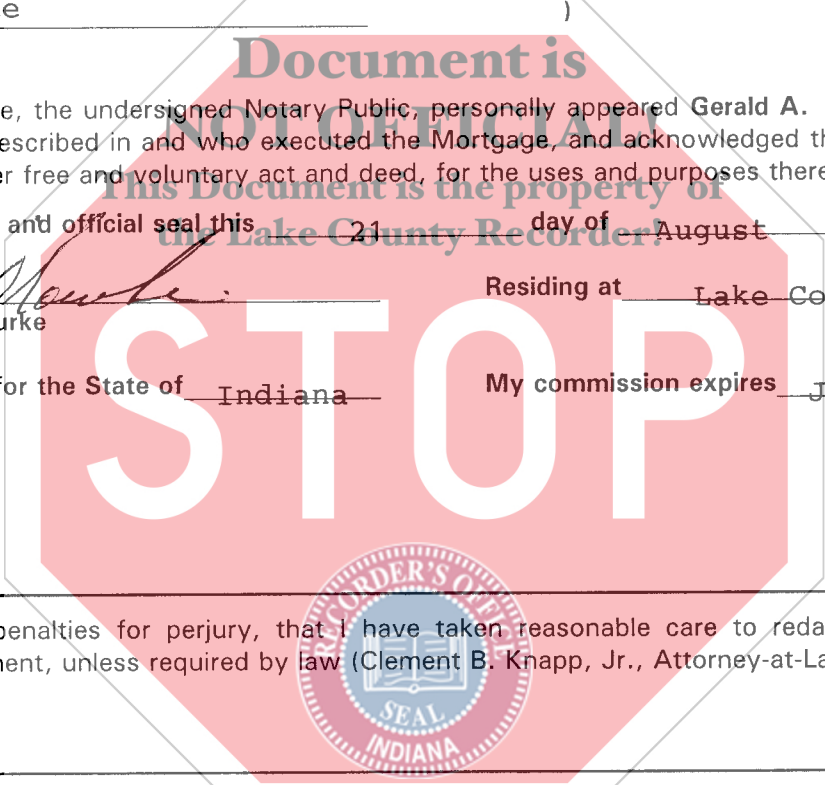 e )
Document is
e, the undersigned Notary Public, personally appeared Gerald A.
NOT OFFICIAL!
escribed in and who executed the Mortgage, and acknowledged th
er free and voluntary act and deed, for the uses and purposes there
This Document is the property of
and official seal this 21 day of August
the Lake County Recorder!
Residing at Lake Co
urke
STOP
for the State of Indiana My commission expires J
RECORDER'S OFFICE
penalties for perjury, that I have taken reasonable care to reda
ment, unless required by law (Clement B. Knapp, Jr., Attorney-at-La
SEAL
INDIANA